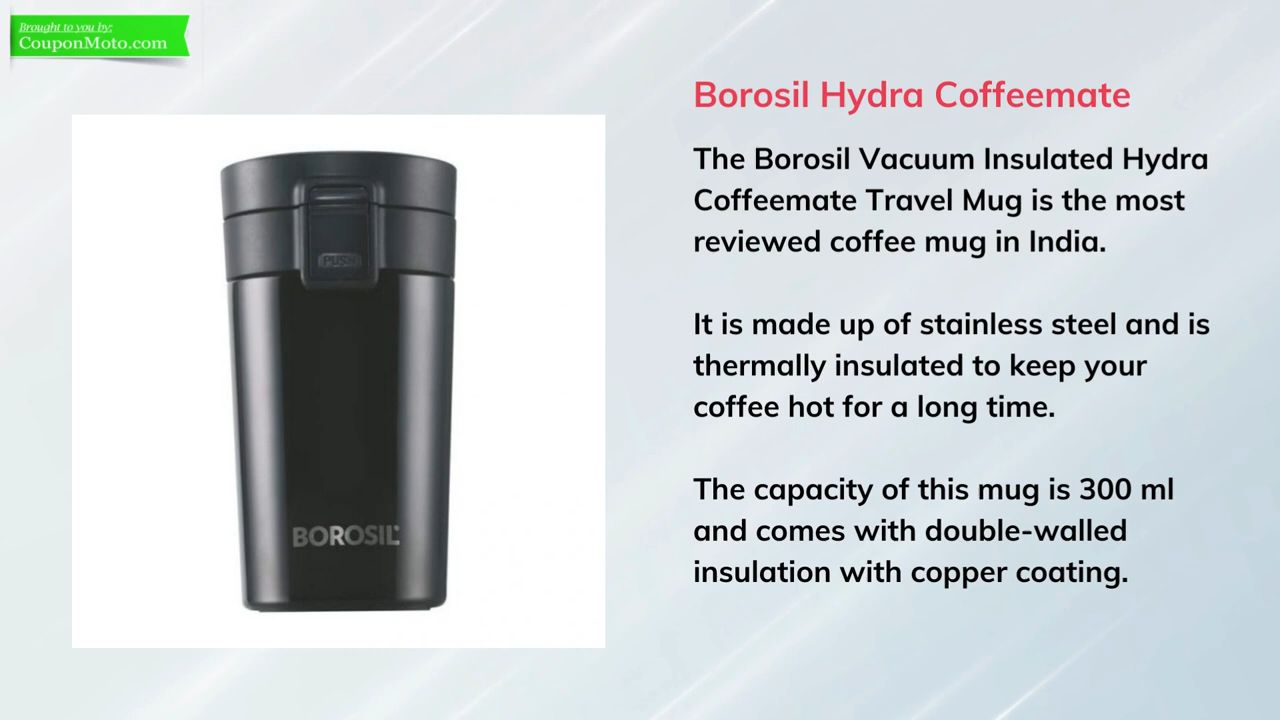 Brought to you by:
CouponMoto.com
Borosil Hydra Coffeemate
The Borosil Vacuum Insulated Hydra
Coffeemate Travel Mug is the most
reviewed coffee mug in India.
It is made up of stainless steel and is
thermally insulated to keep your
coffee hot for a long time.
The capacity of this mug is 300 ml
and comes with double-walled
insulation with copper coating.
PUSH
BOROSIL